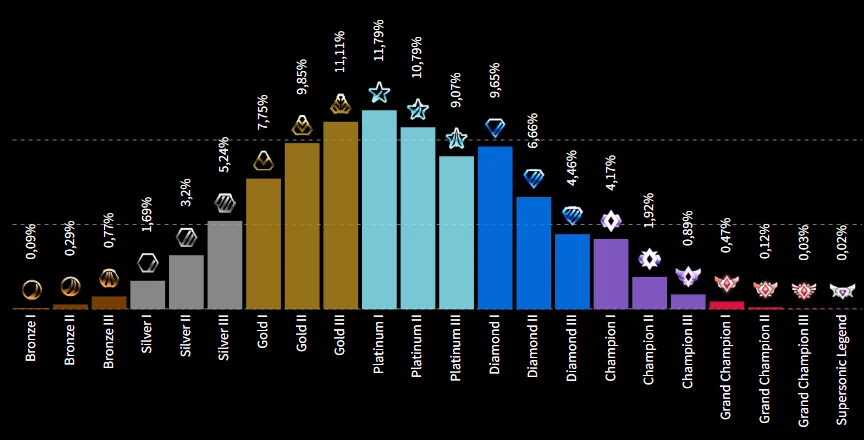 0,09%
0,29%
0,77%
1,69%
3,2%
5,24%
7,75%
9,85%
11,11%
11,79%
10,79%
9,07%
9,65%
6,66%
4,46%
4,17%
1,92%
0,89%
0,47%
0,12%
0,03%
0,02%
Bronze I
Bronze II
Bronze III
Silver I
Silver II
Silver III
Gold I
Gold II
Gold III
Platinum I
Platinum II
Platinum III
Diamond I
Diamond II
Diamond III
Champion I
Champion II
Champion III
Grand Champion I
Grand Champion II
Grand Champion III
Supersonic Legend